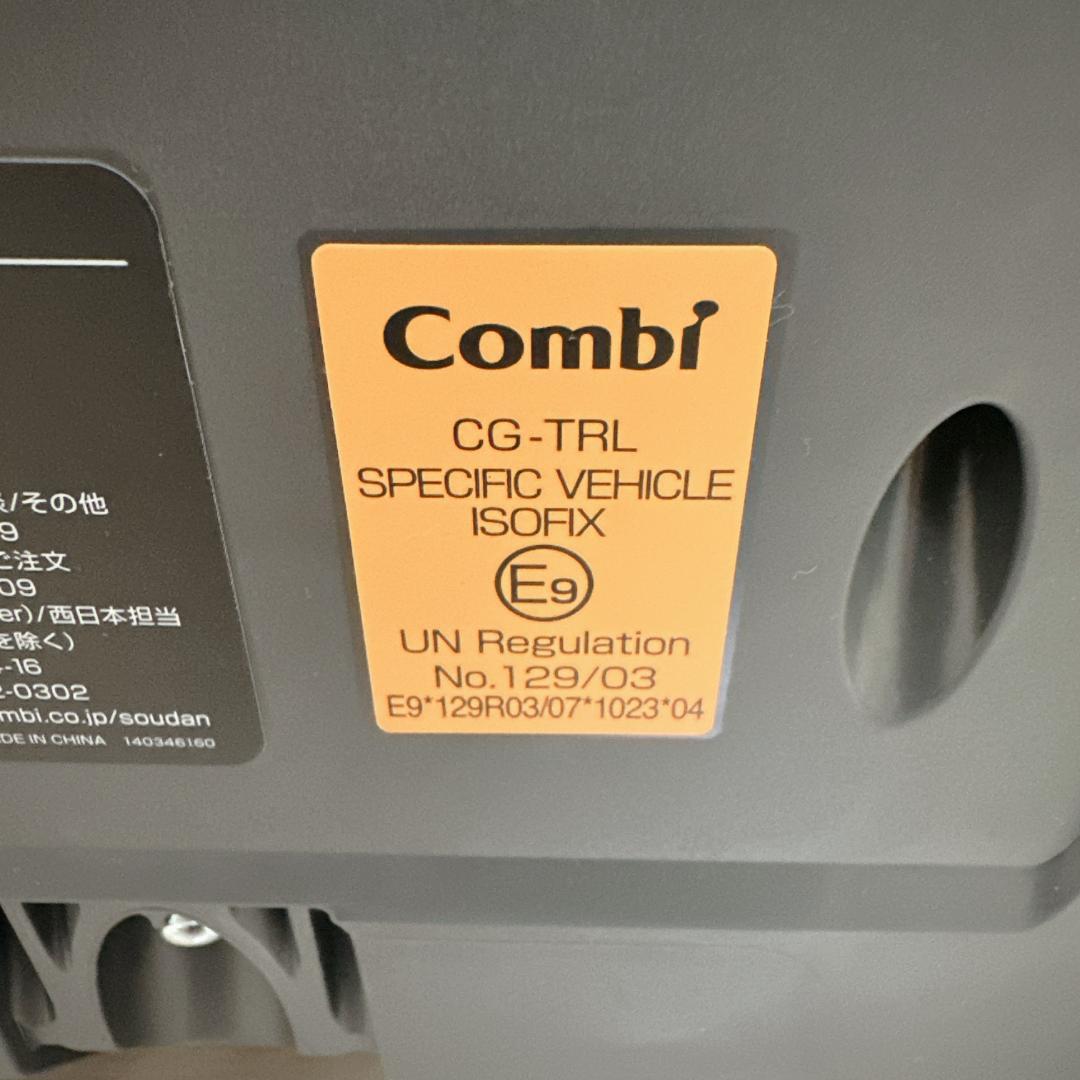 /その他
9
ご注文
09
er)/西日本担当
を除く)
-16
2-0302
mbi.co.jp/soudan
DE IN CHINA 140346160
Combi
CG-TRL
SPECIFIC VEHICLE
ISOFIX
E9
UN Regulation
No.129/03
E9*129R03/07*1023*04